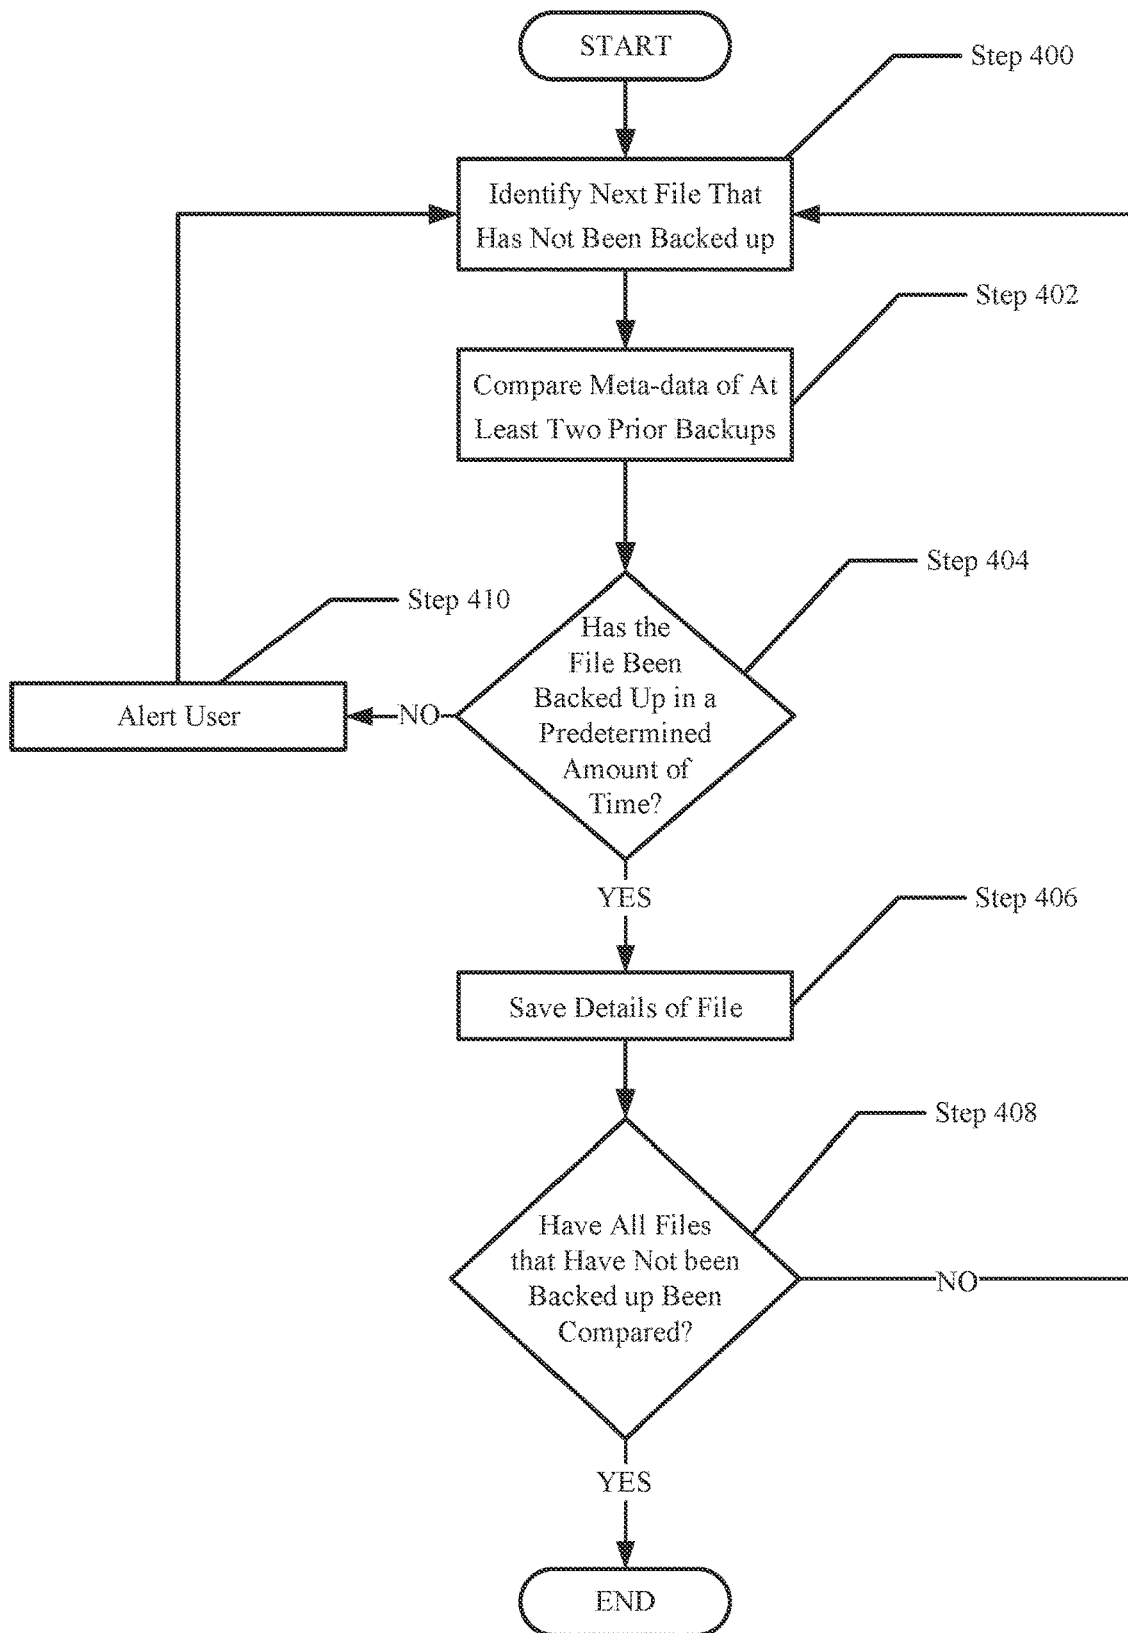 START
Step 400
Identify Next File That
Has Not Been Backed up
Step 402
Compare Meta-data of At
Least Two Prior Backups
Step 404
Step 410
Has the
File Been
Backed Up in a
Predetermined
Amount of
Time?
NO
Alert User
YES
Step 406
Save Details of File
Step 408
Have All Files
that Have Not been
Backed up Been
Compared?
NO
YES
END